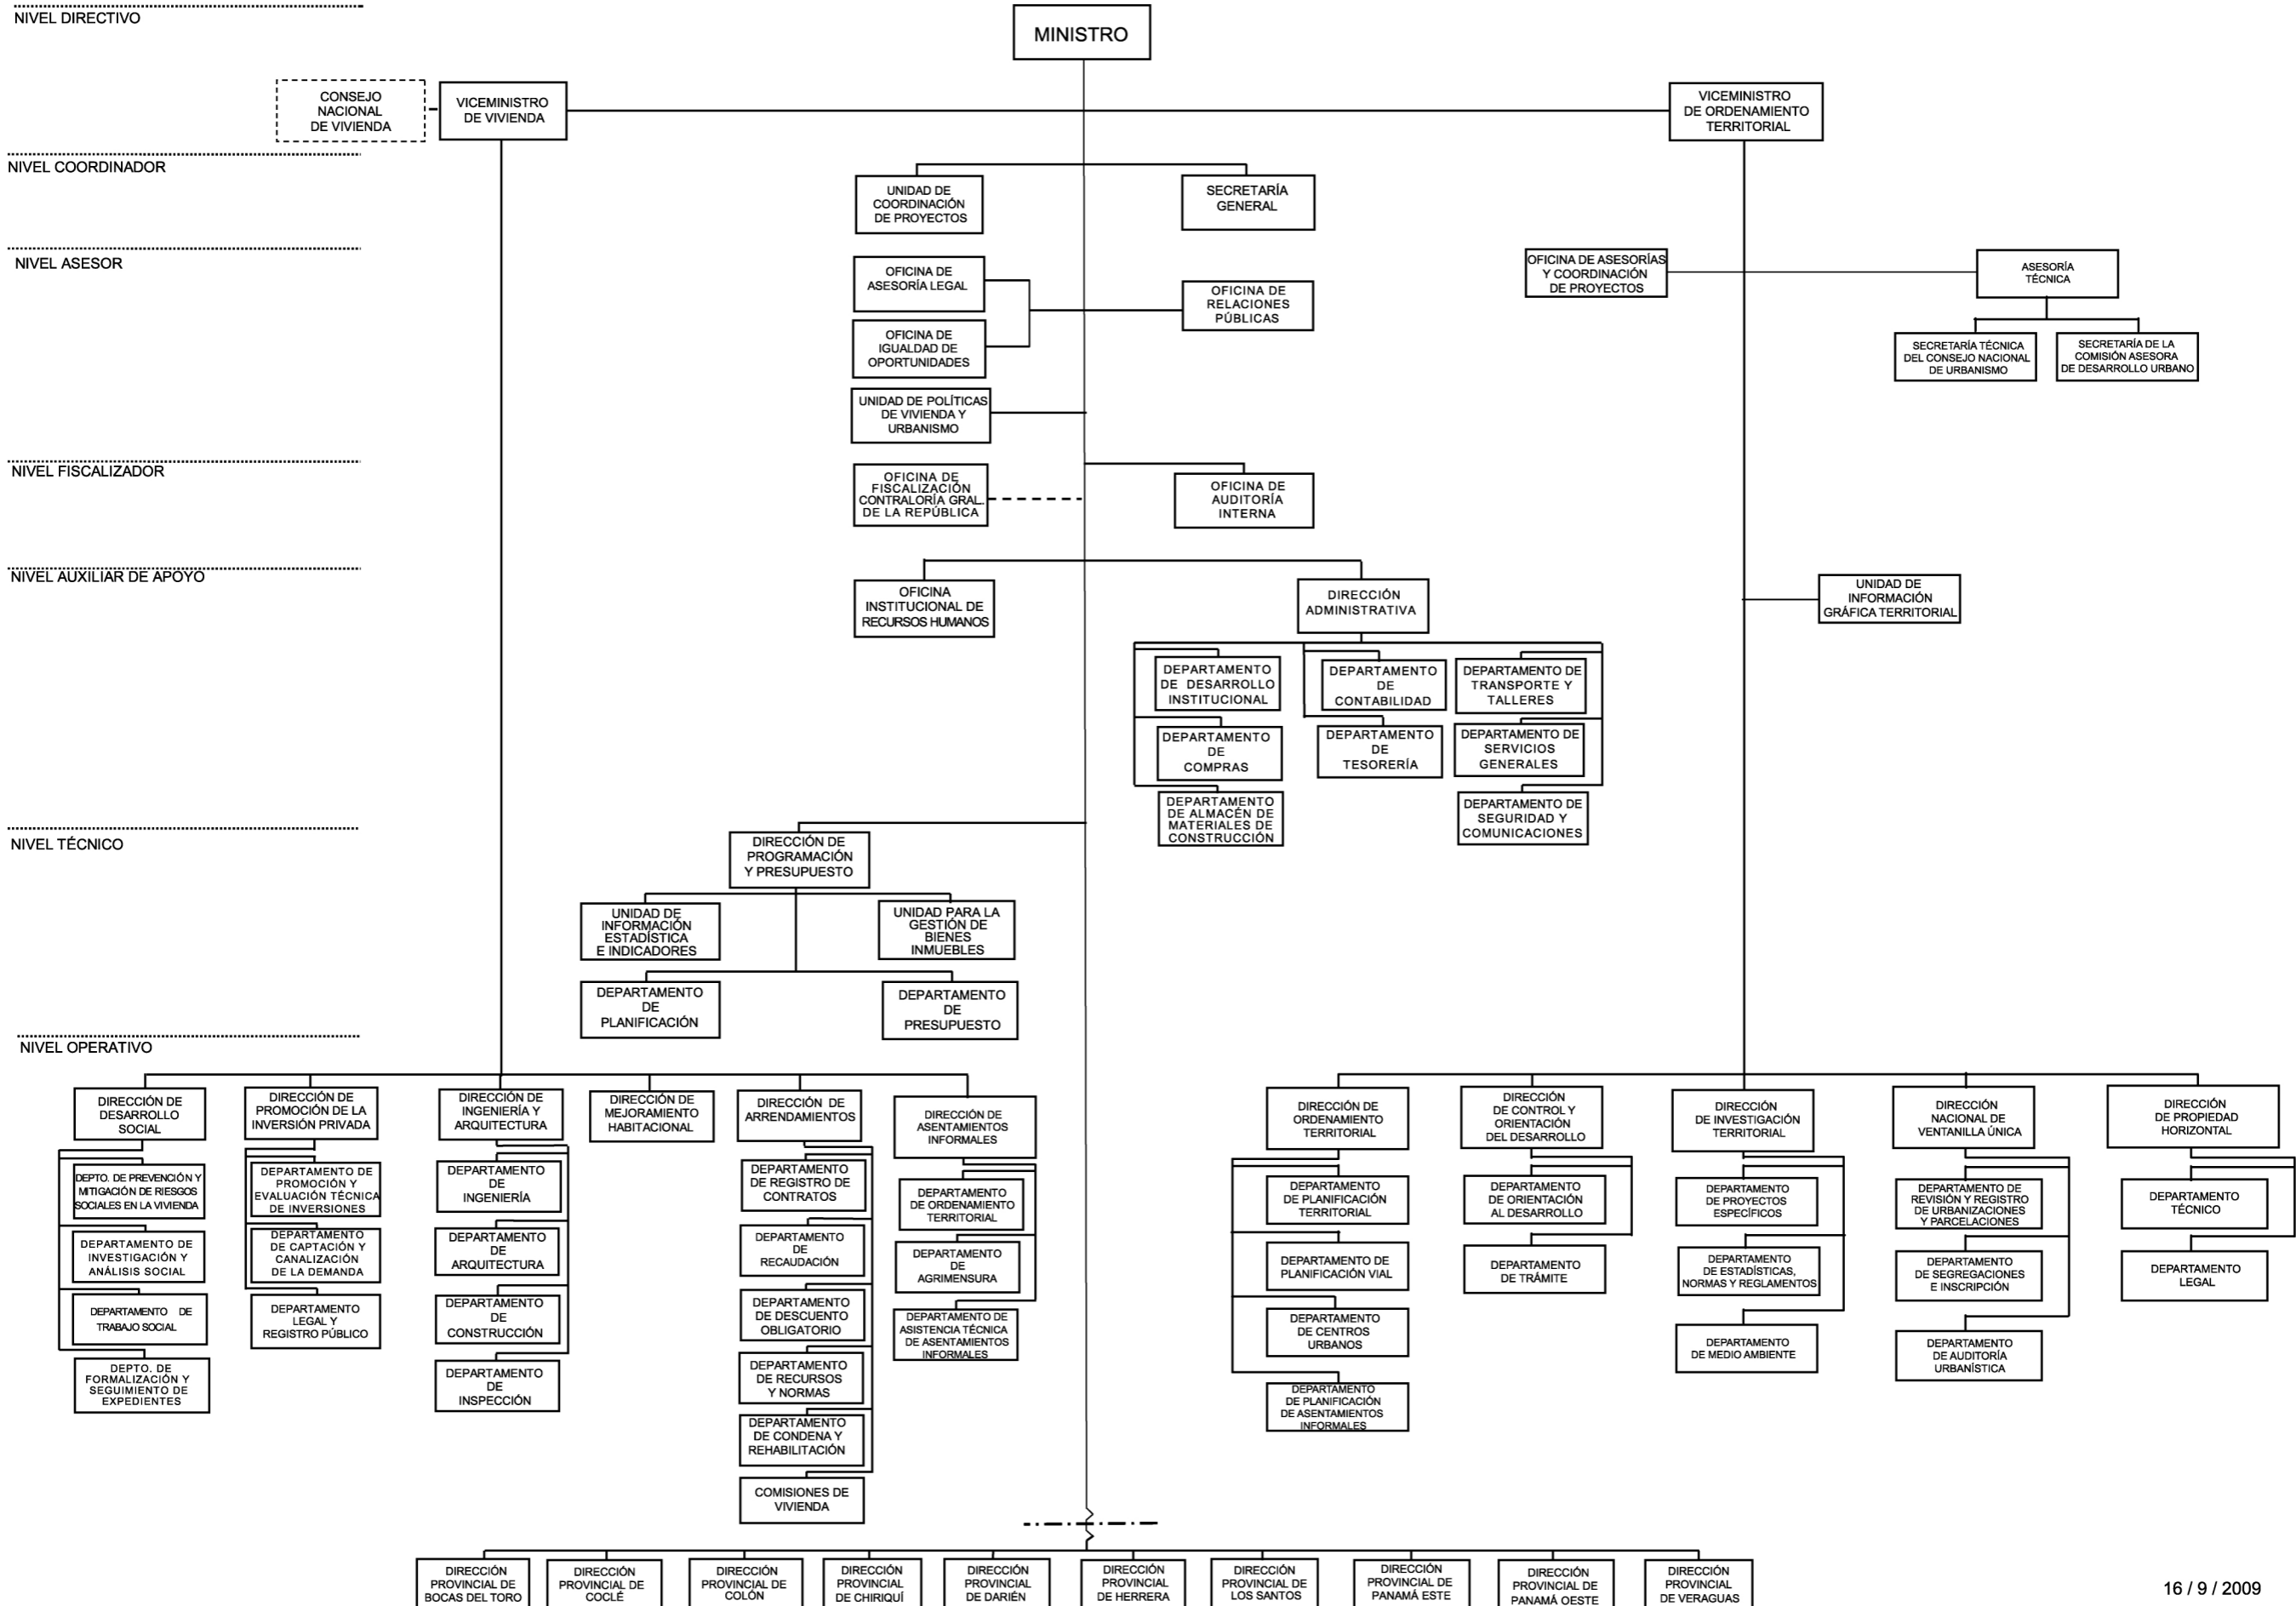 NIVEL DIRECTIVO
MINISTRO
CONSEJO
NACIONAL
DE VIVIENDA
VICEMINISTRO
DE VIVIENDA
VICEMINISTRO
DE ORDENAMIENTO
TERRITORIAL
NIVEL COORDINADOR
UNIDAD DE
COORDINACIÓN
DE PROYECTOS
SECRETARÍA
GENERAL
NIVEL ASESOR
OFICINA DE
ASESORÍA LEGAL
OFICINA DE
RELACIONES
PÚBLICAS
OFICINA DE
IGUALDAD DE
OPORTUNIDADES
UNIDAD DE POLÍTICAS
DE VIVIENDA Y
URBANISMO
OFICINA DE ASESORÍAS
Y COORDINACIÓN
DE PROYECTOS
ASESORÍA
TÉCNICA
SECRETARÍA TÉCNICA
DEL CONSEJO NACIONAL
DE URBANISMO
SECRETARÍA DE LA
COMISIÓN ASESORA
DE DESARROLLO URBANO
NIVEL FISCALIZADOR
OFICINA DE
FISCALIZACIÓN
CONTRALORÍA GRAL.
DE LA REPÚBLICA
OFICINA DE
AUDITORÍA
INTERNA
NIVEL AUXILIAR DE APOYO
OFICINA
INSTITUCIONAL DE
RECURSOS HUMANOS
DIRECCIÓN
ADMINISTRATIVA
UNIDAD DE
INFORMACIÓN
GRÁFICA TERRITORIAL
DEPARTAMENTO
DE DESARROLLO
INSTITUCIONAL
DEPARTAMENTO
DE
CONTABILIDAD
DEPARTAMENTO DE
TRANSPORTE Y
TALLERES
DEPARTAMENTO
DE
COMPRAS
DEPARTAMENTO
DE
TESORERÍA
DEPARTAMENTO DE
SERVICIOS
GENERALES
DEPARTAMENTO
DE ALMACÉN DE
MATERIALES DE
CONSTRUCCIÓN
DEPARTAMENTO DE
SEGURIDAD Y
COMUNICACIONES
NIVEL TÉCNICO
DIRECCIÓN DE
PROGRAMACIÓN
Y PRESUPUESTO
UNIDAD DE
INFORMACIÓN
ESTADÍSTICA
E INDICADORES
UNIDAD PARA LA
GESTIÓN DE
BIENES
INMUEBLES
DEPARTAMENTO
DE
PLANIFICACIÓN
DEPARTAMENTO
DE
PRESUPUESTO
NIVEL OPERATIVO
DIRECCIÓN DE
DESARROLLO
SOCIAL
DEPTO. DE PREVENCIÓN Y
MITIGACIÓN DE RIESGOS
SOCIALES EN LA VIVIENDA
DEPARTAMENTO DE
INVESTIGACIÓN Y
ANÁLISIS SOCIAL
DEPARTAMENTO DE
TRABAJO SOCIAL
DEPTO. DE
FORMALIZACIÓN Y
SEGUIMIENTO DE
EXPEDIENTES
DIRECCIÓN DE
PROMOCIÓN DE LA
INVERSIÓN PRIVADA
DEPARTAMENTO DE
PROMOCIÓN Y
EVALUACIÓN TÉCNICA
DE INVERSIONES
DEPARTAMENTO
DE CAPTACIÓN Y
CANALIZACIÓN
DE LA DEMANDA
DEPARTAMENTO
LEGAL Y
REGISTRO PÚBLICO
DIRECCIÓN DE
INGENIERÍA Y
ARQUITECTURA
DEPARTAMENTO
DE
INGENIERÍA
DEPARTAMENTO
DE
ARQUITECTURA
DEPARTAMENTO
DE
CONSTRUCCIÓN
DEPARTAMENTO
DE
INSPECCIÓN
DIRECCIÓN DE
MEJORAMIENTO
HABITACIONAL
DIRECCIÓN DE
ARRENDAMIENTOS
DEPARTAMENTO
DE REGISTRO DE
CONTRATOS
DEPARTAMENTO
DE
RECAUDACIÓN
DEPARTAMENTO
DE DESCUENTO
OBLIGATORIO
DEPARTAMENTO
DE RECURSOS
Y NORMAS
DEPARTAMENTO
DE CONDENA Y
REHABILITACIÓN
COMISIONES DE
VIVIENDA
DIRECCIÓN DE
ASENTAMIENTOS
INFORMALES
DEPARTAMENTO
DE ORDENAMIENTO
TERRITORIAL
DEPARTAMENTO
DE
AGRIMENSURA
DEPARTAMENTO DE
ASISTENCIA TÉCNICA
DE ASENTAMIENTOS
INFORMALES
DIRECCIÓN DE
ORDENAMIENTO
TERRITORIAL
DEPARTAMENTO
DE PLANIFICACIÓN
TERRITORIAL
DEPARTAMENTO DE
PLANIFICACIÓN VIAL
DEPARTAMENTO
DE CENTROS
URBANOS
DEPARTAMENTO
DE PLANIFICACIÓN
DE ASENTAMIENTOS
INFORMALES
DIRECCIÓN
DE CONTROL Y
ORIENTACIÓN
DEL DESARROLLO
DEPARTAMENTO
DE ORIENTACIÓN
AL DESARROLLO
DEPARTAMENTO
DE TRÁMITE
DIRECCIÓN
DE INVESTIGACIÓN
TERRITORIAL
DEPARTAMENTO
DE PROYECTOS
ESPECÍFICOS
DEPARTAMENTO
DE ESTADÍSTICAS,
NORMAS Y REGLAMENTOS
DEPARTAMENTO
DE MEDIO AMBIENTE
DIRECCIÓN
NACIONAL DE
VENTANILLA ÚNICA
DEPARTAMENTO DE
REVISIÓN Y REGISTRO
DE URBANIZACIONES
Y PARCELACIONES
DEPARTAMENTO
DE SEGREGACIONES
E INSCRIPCIÓN
DEPARTAMENTO
DE AUDITORÍA
URBANÍSTICA
DIRECCIÓN
DE PROPIEDAD
HORIZONTAL
DEPARTAMENTO
TÉCNICO
DEPARTAMENTO
LEGAL
DIRECCIÓN
PROVINCIAL DE
BOCAS DEL TORO
DIRECCIÓN
PROVINCIAL DE
COCLÉ
DIRECCIÓN
PROVINCIAL DE
COLÓN
DIRECCIÓN
PROVINCIAL
DE CHIRIQUÍ
DIRECCIÓN
PROVINCIAL
DE DARIÉN
DIRECCIÓN
PROVINCIAL
DE HERRERA
DIRECCIÓN
PROVINCIAL DE
LOS SANTOS
DIRECCIÓN
PROVINCIAL DE
PANAMÁ ESTE
DIRECCIÓN
PROVINCIAL DE
PANAMÁ OESTE
DIRECCIÓN
PROVINCIAL
DE VERAGUAS
16 / 9 / 2009